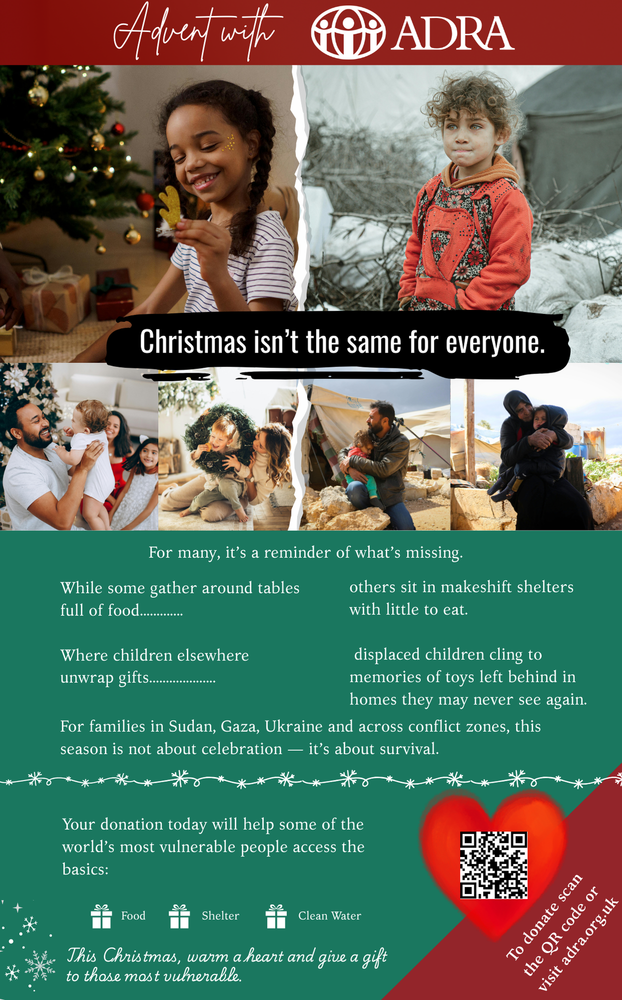 Advent with ADRA
Christmas isn’t the same for everyone.
For many, it’s a reminder of what’s missing.
While some gather around tables
full of food.............
others sit in makeshift shelters
with little to eat.
Where children elsewhere
unwrap gifts....................
displaced children cling to
memories of toys left behind in
homes they may never see again.
For families in Sudan, Gaza, Ukraine and across conflict zones, this
season is not about celebration — it’s about survival.
Your donation today will help some of the
world’s most vulnerable people access the
basics:
Food Shelter Clean Water
This Christmas, warm a heart and give a gift
to those most vulnerable.
To donate scan
the QR code or
visit adra.org.uk